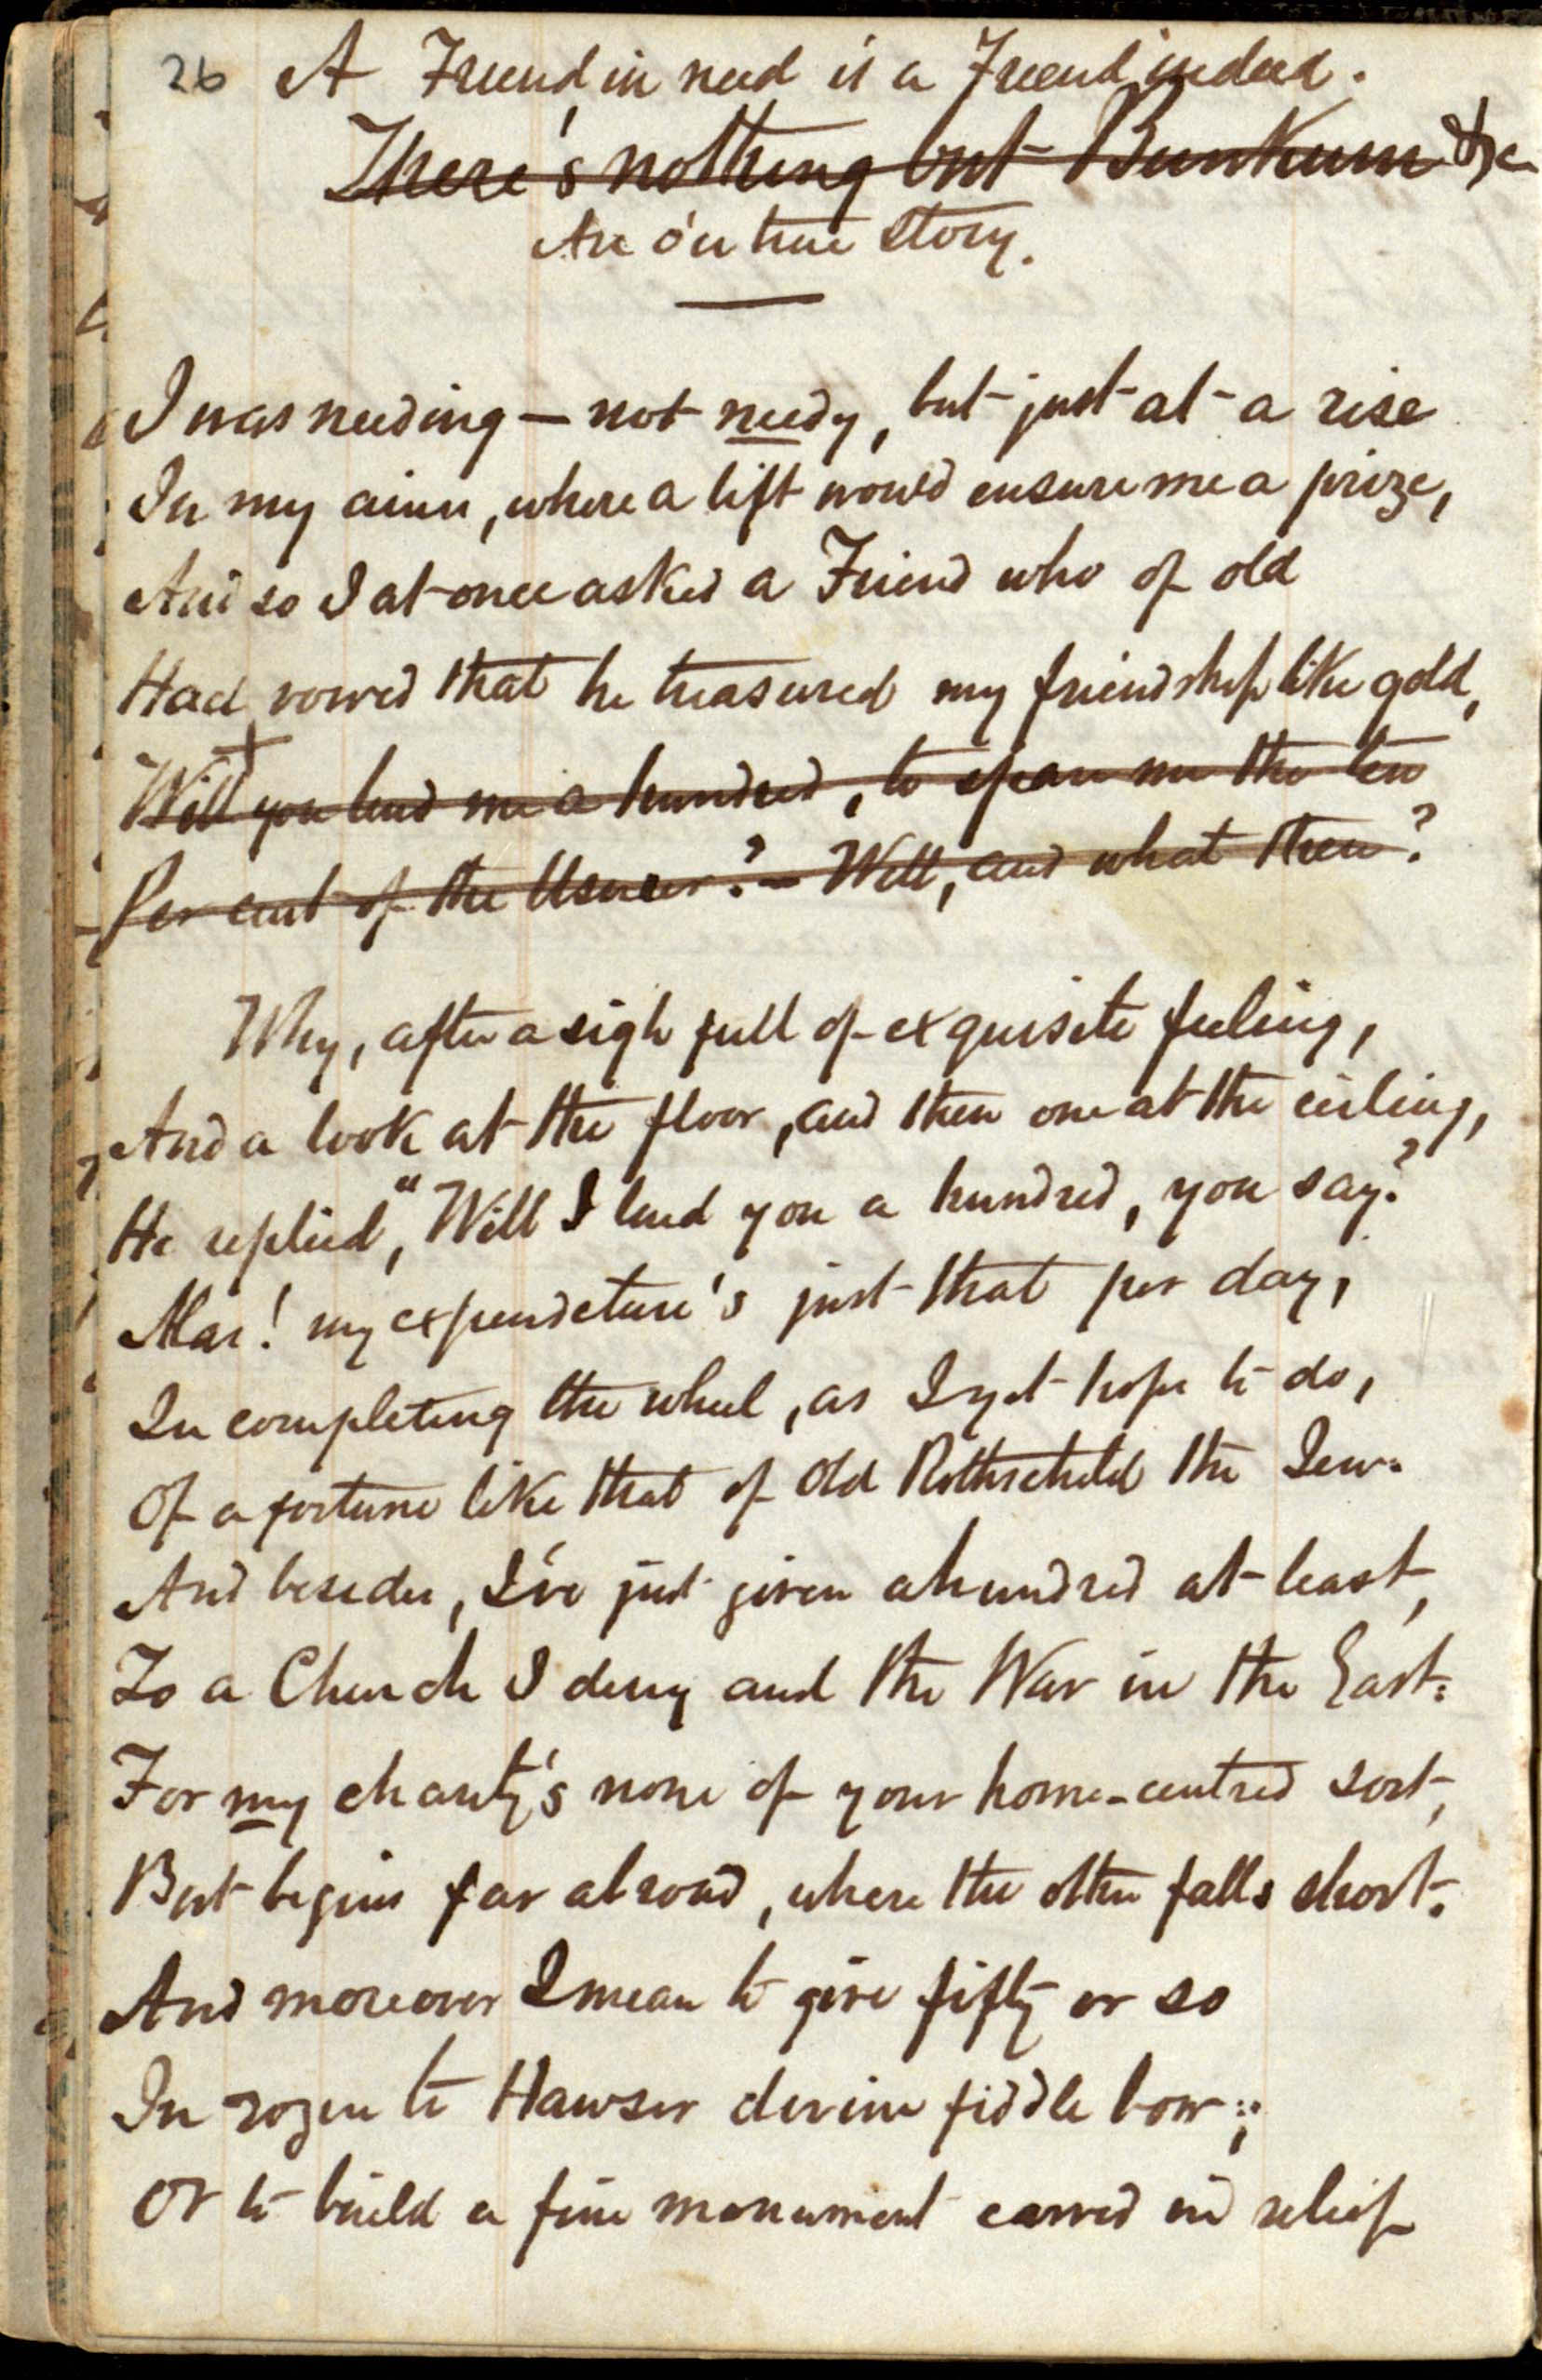 26 A Friend in need is a Friend indeed.
There's nothing but Bunkum &c
An o'er true Story.
I was needing — not needy, but just at a rise
In my aims, where a lift would ensure me a prize,
And so I at once asked a Friend who of old
Had vowed that he treasured my friendship like gold,
Will you lend me a hundred, to spare me the ten
Per cent of the Usurer? — Well, and what then?
Why, after a sigh full of exquisite feeling,
And a look at the floor, and then one at the ceiling,
He replied, "Will I lend you a hundred, you say?
Alas! my expenditure's just that per day,
In completing the wheel, as I yet hope to do,
Of a fortune like that of Old Rothschild the Jew.
And besides, I've just given a hundred at least,
To a Church I deny and the War in the East:
For my charity's none of your home-centred sort,
But begins far abroad, where the other falls short.
And moreover I mean to give fifty or so
In rozin to Hawser divine fiddle bow;
Or to build a fine monument carved in relief